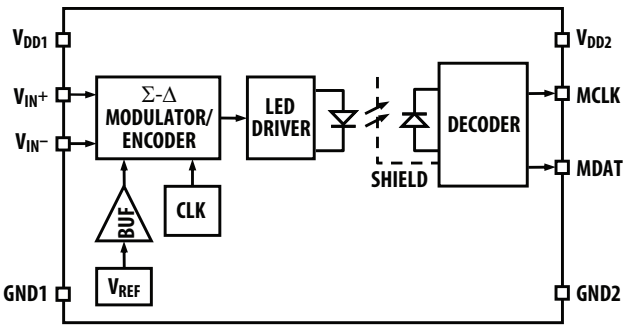 VDD1
VDD2
VIN+
VIN−
Σ-Δ
MODULATOR/
ENCODER
LED
DRIVER
SHIELD
DECODER
MCLK
MDAT
BUF
CLK
VREF
GND1
GND2